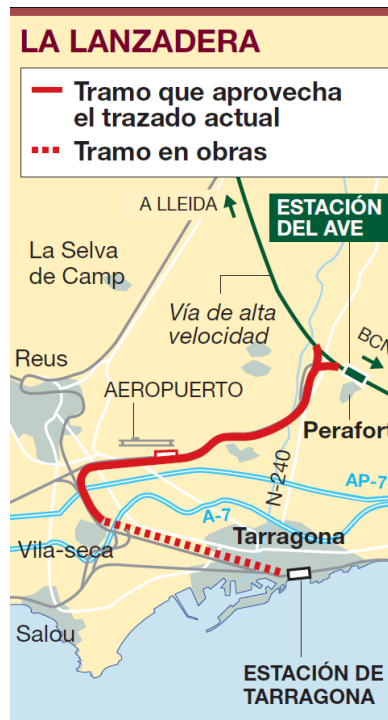 LA LANZADERA
Tramo que aprovecha
el trazado actual
Tramo en obras
A LLEIDA
ESTACIÓN
DEL AVE
La Selva
de Camp
Vía de alta
velocidad
BCN
Reus
AEROPUERTO
Perafort
N-240
AP-7
A-7
Tarragona
Vila-seca
Salou
ESTACIÓN DE
TARRAGONA